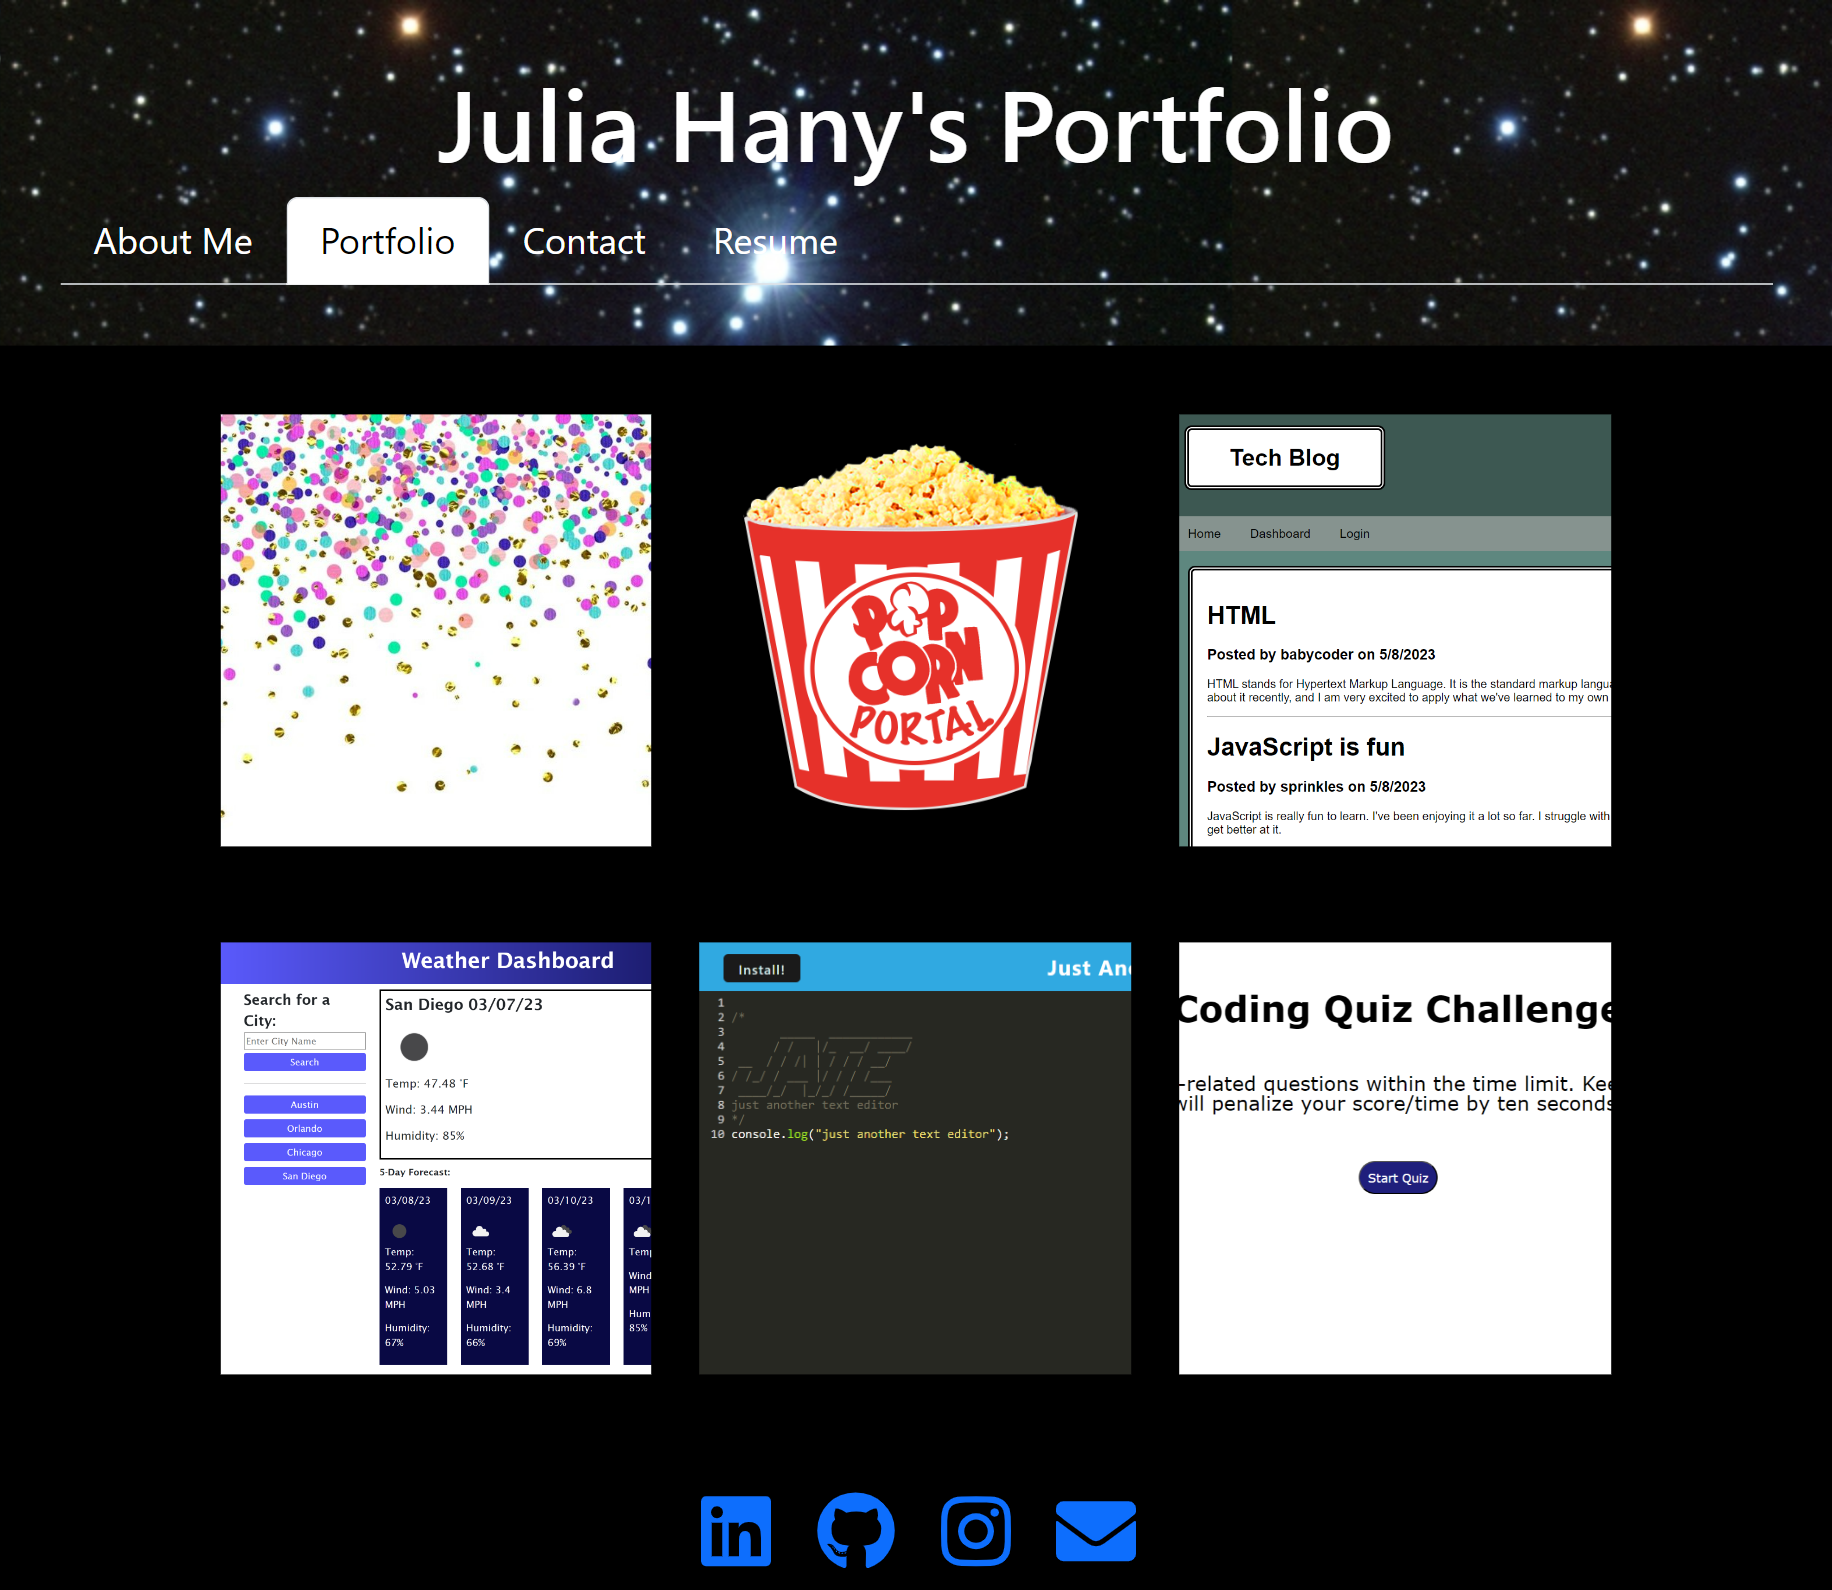 Julia Hany's Portfolio
About Me Portfolio Contact Resume
POP
CORN
PORTAL
Tech Blog
Home Dashboard Login
HTML
Posted by babycoder on 5/8/2023
HTML stands for Hypertext Markup Language. It is the standard markup
about it recently, and I am very excited to apply what we've learned to my own
JavaScript is fun
Posted by sprinkles on 5/8/2023
JavaScript is really fun to learn. I've been enjoying it a lot so far. I struggle with
get better at it.
Weather Dashboard
Search for a
City:
Enter City Name
Search
Austin
Orlando
Chicago
San Diego
San Diego 03/07/23
Temp: 47.48 °F
Wind: 3.44 MPH
Humidity: 85%
5-Day Forecast:
03/08/23 03/09/23 03/10/23 03/1
Temp: Temp: Temp: Temp
52.79 °F 52.68 °F 56.39 °F
Wind: 5.03 Wind: 3.4 Wind: 6.8 Wind
MPH MPH MPH MPH
Humidity: Humidity: Humidity: Hum
67% 66% 69% 85%
Install! Just An
1
2 /*
3
4
5
6
7
8 just another text editor
9 */
10 console.log("just another text editor");
Coding Quiz Challenge
-related questions within the time limit. Kee
will penalize your score/time by ten seconds
Start Quiz
in